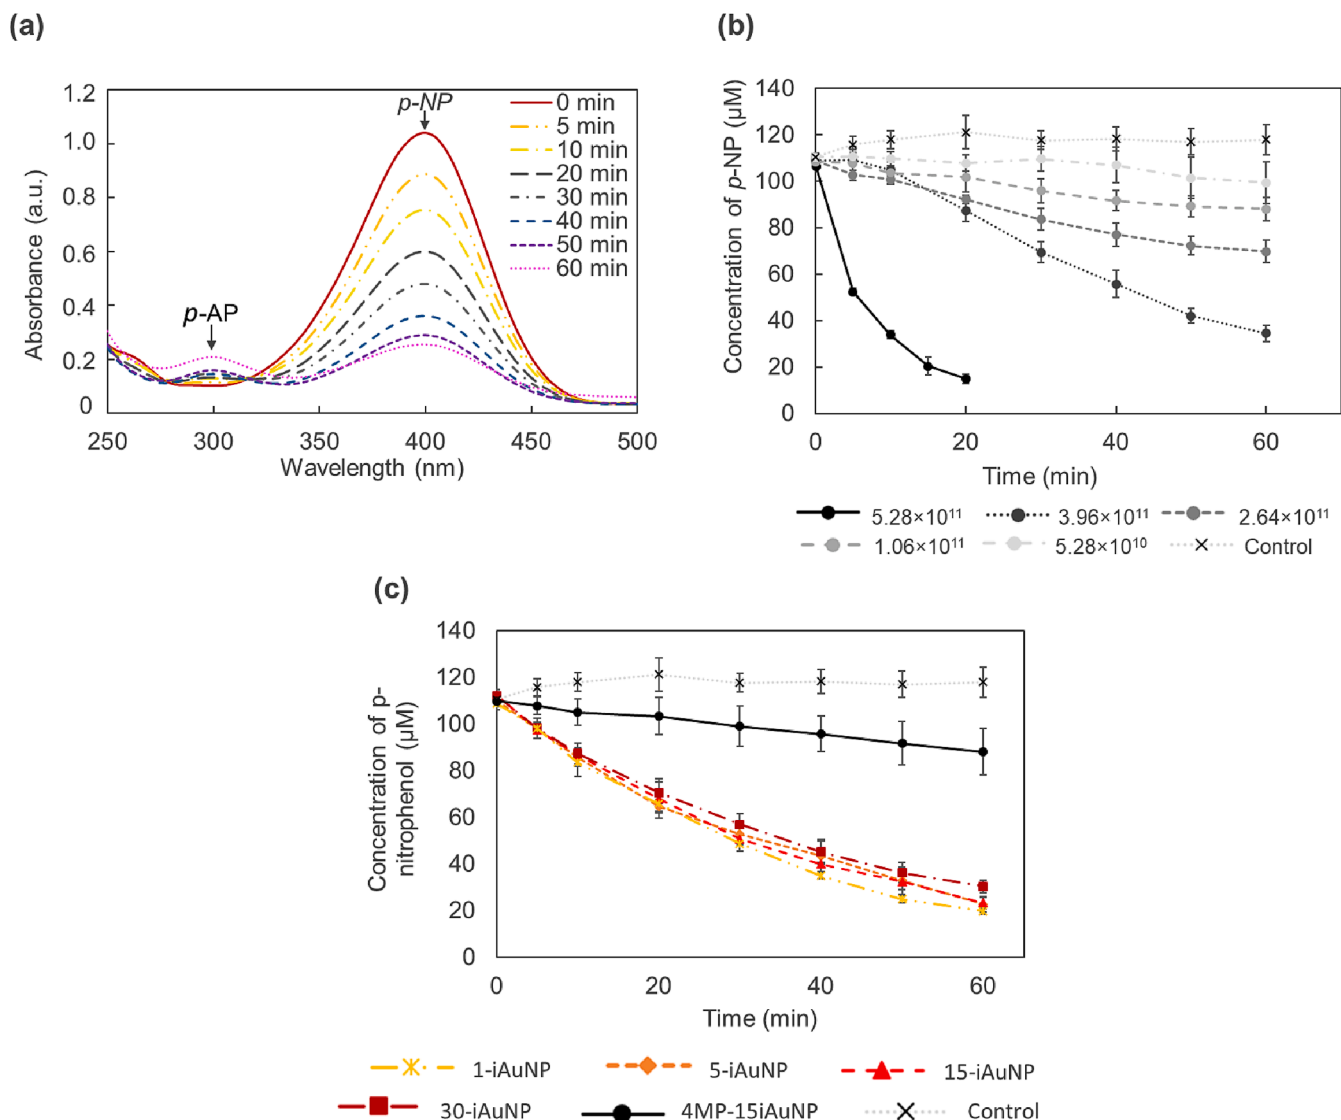 (a)
1.2
1.0
0.8
0.6
0.4
0.2
0
250
300
350
400
450
500
Absorbance (a.u.)
Wavelength (nm)
p-NP
p-AP
0 min
5 min
10 min
20 min
30 min
40 min
50 min
60 min
(b)
140
120
100
80
60
40
20
0
0
20
40
60
Concentration of p-NP (µM)
Time (min)
5.28×10¹¹
3.96×10¹¹
2.64×10¹¹
1.06×10¹¹
5.28×10¹⁰
Control
(c)
140
120
100
80
60
40
20
0
0
20
40
60
Concentration of p-
nitrophenol (µM)
Time (min)
1-iAuNP
5-iAuNP
15-iAuNP
30-iAuNP
4MP-15iAuNP
Control